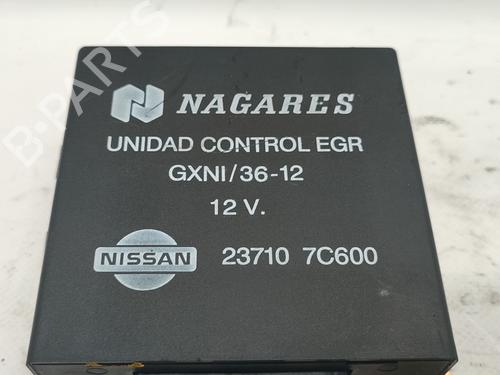 NAGARES
UNIDAD CONTROL EGR
GXNI/36-12
12 V.
NISSAN 23710 7C600
B-PARTS